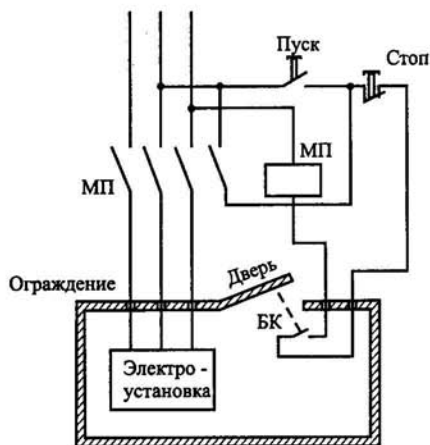 Пуск
Стоп
МП
МП
Дверь
Ограждение
БК
Электро -
установка